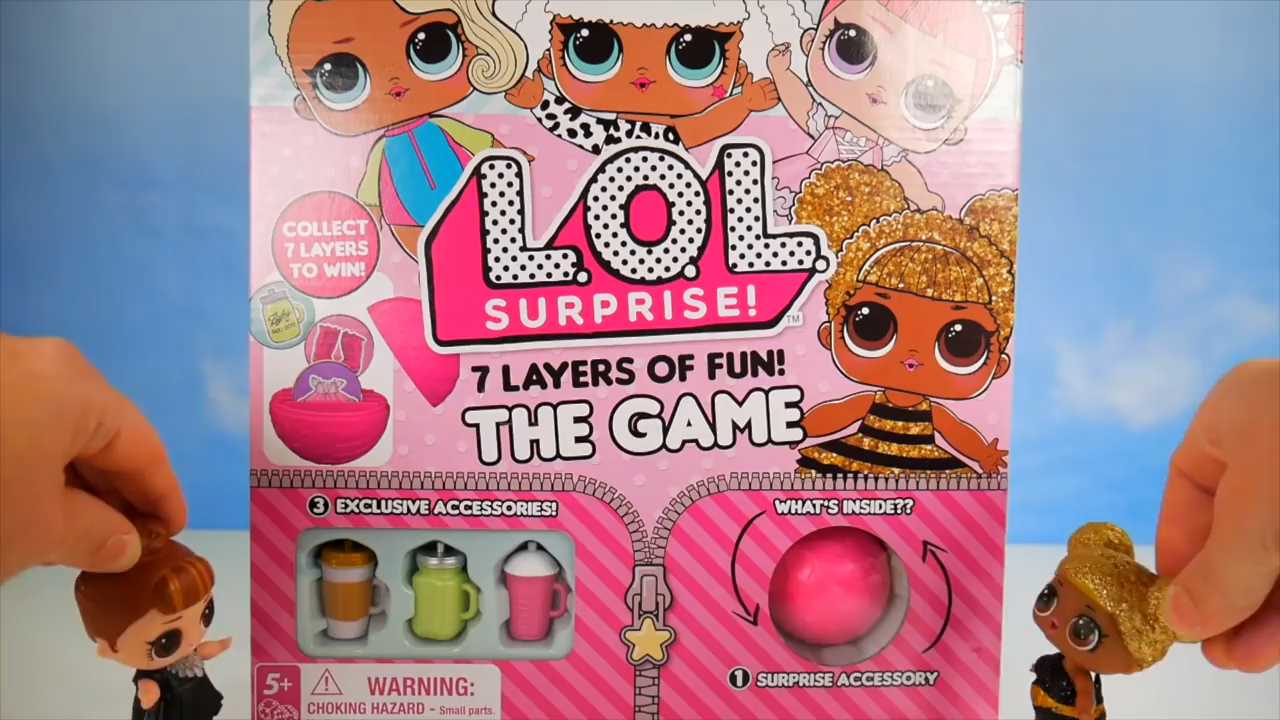 COLLECT
7 LAYERS
TO WIN!
L.O.L.
SURPRISE!
TM
7 LAYERS OF FUN!
THE GAME
3 EXCLUSIVE ACCESSORIES!
WHAT'S INSIDE??
1 SURPRISE ACCESSORY
5+
WARNING:
CHOKING HAZARD - Small parts.